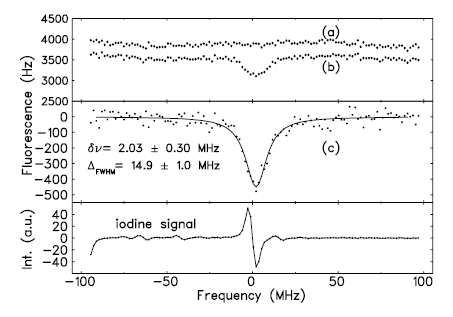 4500
4000
3500
3000
2500
Fluorescence (Hz)
(a)
(b)
0
-100
-200
-300
-400
-500
δν= 2.03 ± 0.30 MHz
Δ_FWHM= 14.9 ± 1.0 MHz
(c)
40
20
0
-20
-40
Int. (a.u.)
iodine signal
-100
-50
0
50
100
Frequency (MHz)